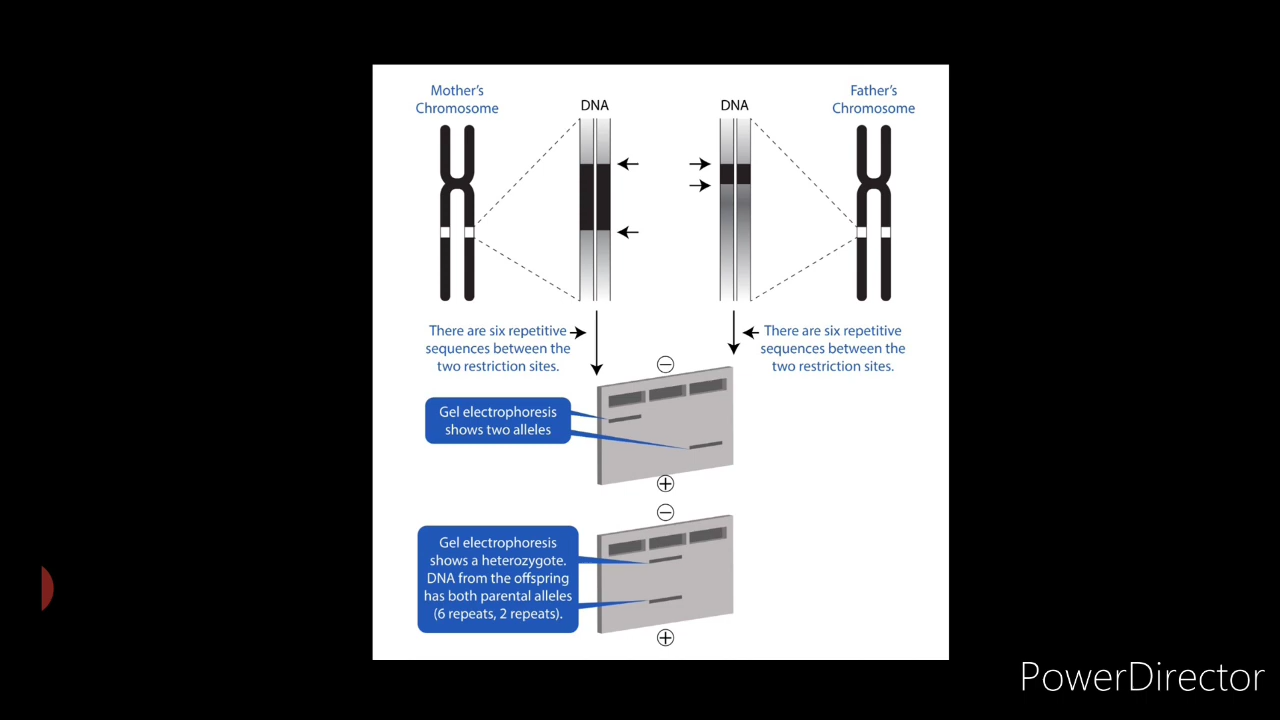 Mother's
Chromosome
DNA
DNA
Father's
Chromosome
There are six repetitive
sequences between the
two restriction sites.
There are six repetitive
sequences between the
two restriction sites.
−
Gel electrophoresis
shows two alleles
+
−
Gel electrophoresis
shows a heterozygote.
DNA from the offspring
has both parental alleles
(6 repeats, 2 repeats).
+
PowerDirector